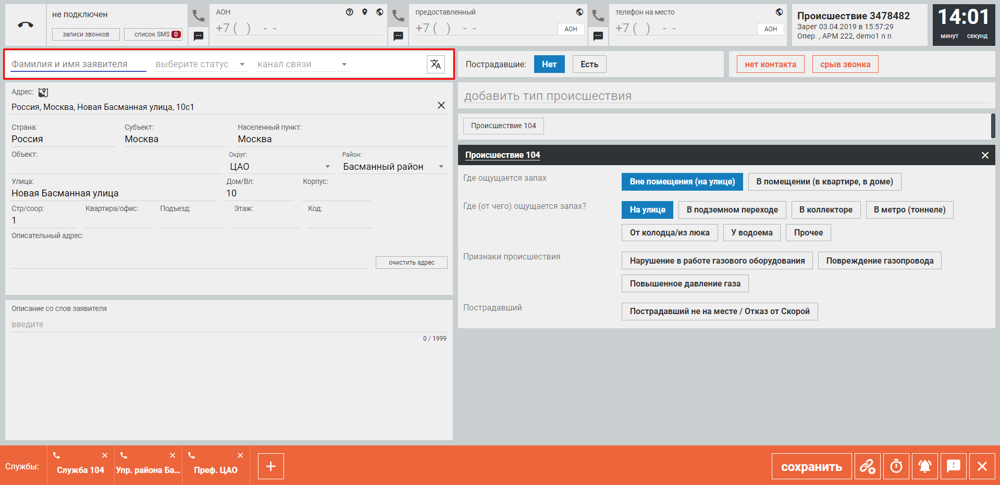 не подключен
записи звонков
список SMS 0
АОН
+7 ( ) - -
предоставленный
+7 ( ) - -
АОН
телефон на место
+7 ( ) - -
АОН
Происшествие 3478482
Зарег 03.04.2019 в 15:57:29
Опер. , АРМ 222, demo1 n n
14:01
минут секунд
Фамилия и имя заявителя
выберите статус
канал связи
Пострадавшие:
Нет
Есть
нет контакта
срыв звонка
Адрес:
Россия, Москва, Новая Басманная улица, 10с1
Страна:
Россия
Субъект:
Москва
Населенный пункт:
Москва
Объект:
Округ:
ЦАО
Район:
Басманный район
Улица:
Новая Басманная улица
Дом/Вл:
10
Корпус:
Стр/соор:
1
Квартира/офис:
Подъезд:
Этаж:
Код:
Описательный адрес:
очистить адрес
Описание со слов заявителя
введите
0 / 1999
добавить тип происшествия
Происшествие 104
Происшествие 104
Где ощущается запах
Вне помещения (на улице)
В помещении (в квартире, в доме)
Где (от чего) ощущается запах?
На улице
В подземном переходе
В коллекторе
В метро (тоннеле)
От колодца/из люка
У водоема
Прочее
Признаки происшествия
Нарушение в работе газового оборудования
Повреждение газопровода
Повышенное давление газа
Пострадавший
Пострадавший не на месте / Отказ от Скорой
Службы:
Служба 104
Упр. района Ба...
Преф. ЦАО
сохранить